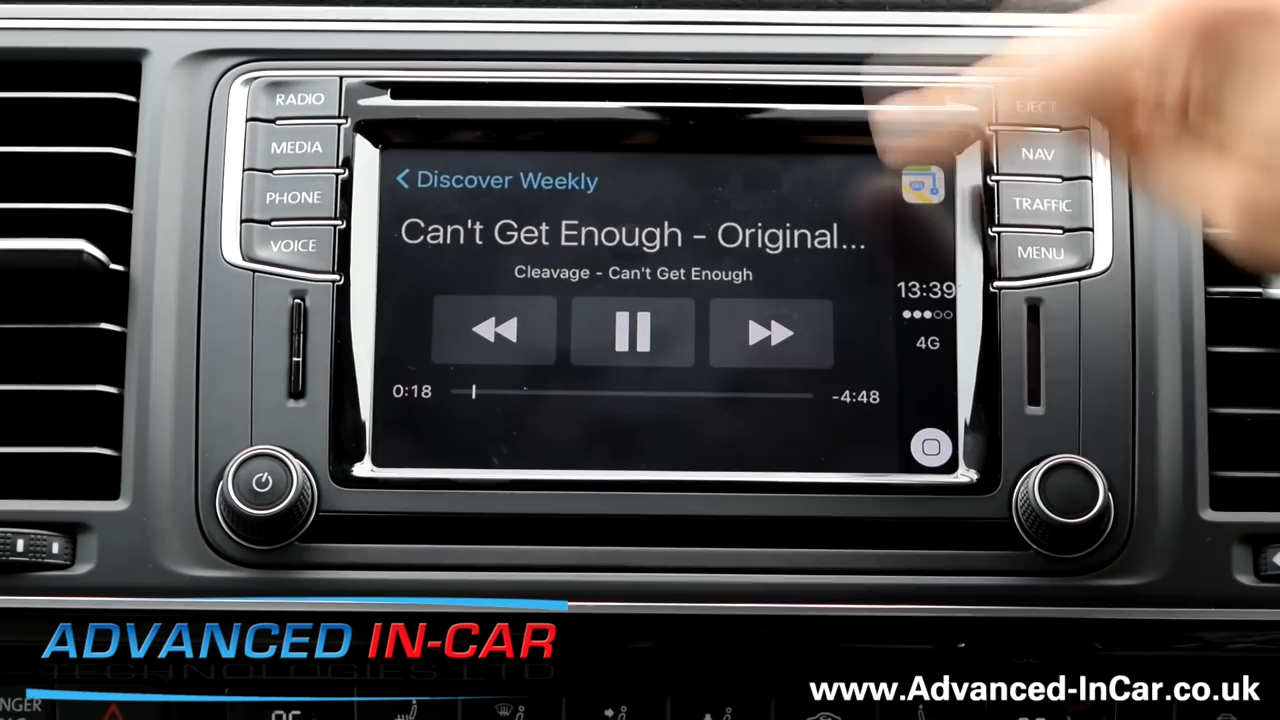 RADIO
MEDIA
PHONE
VOICE
EJECT
NAV
TRAFFIC
MENU
Discover Weekly
Can't Get Enough - Original...
Cleavage - Can't Get Enough
0:18
-4:48
13:39
4G
ADVANCED IN-CAR
TECHNOLOGIES LTD
www.Advanced-InCar.co.uk